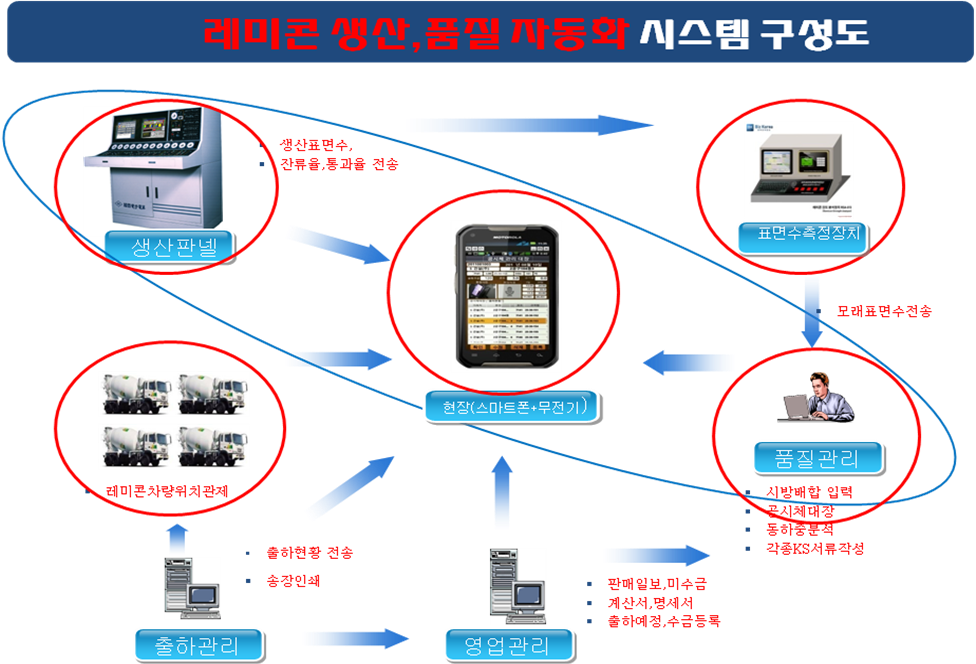 레미콘 생산,품질 자동화 시스템 구성도
생산표면수,
잔류율,통과율 전송
생산판넬
표면수측정장치
MOTOROLA
모래표면수전송
현장(스마트폰+무전기)
레미콘차량위치관제
품질관리
시방배합 입력
공시체대장
동하중분석
각종KS서류작성
출하현황 전송
송장인쇄
판매일보,미수금
계산서,명세서
출하예정,수금등록
출하관리
영업관리